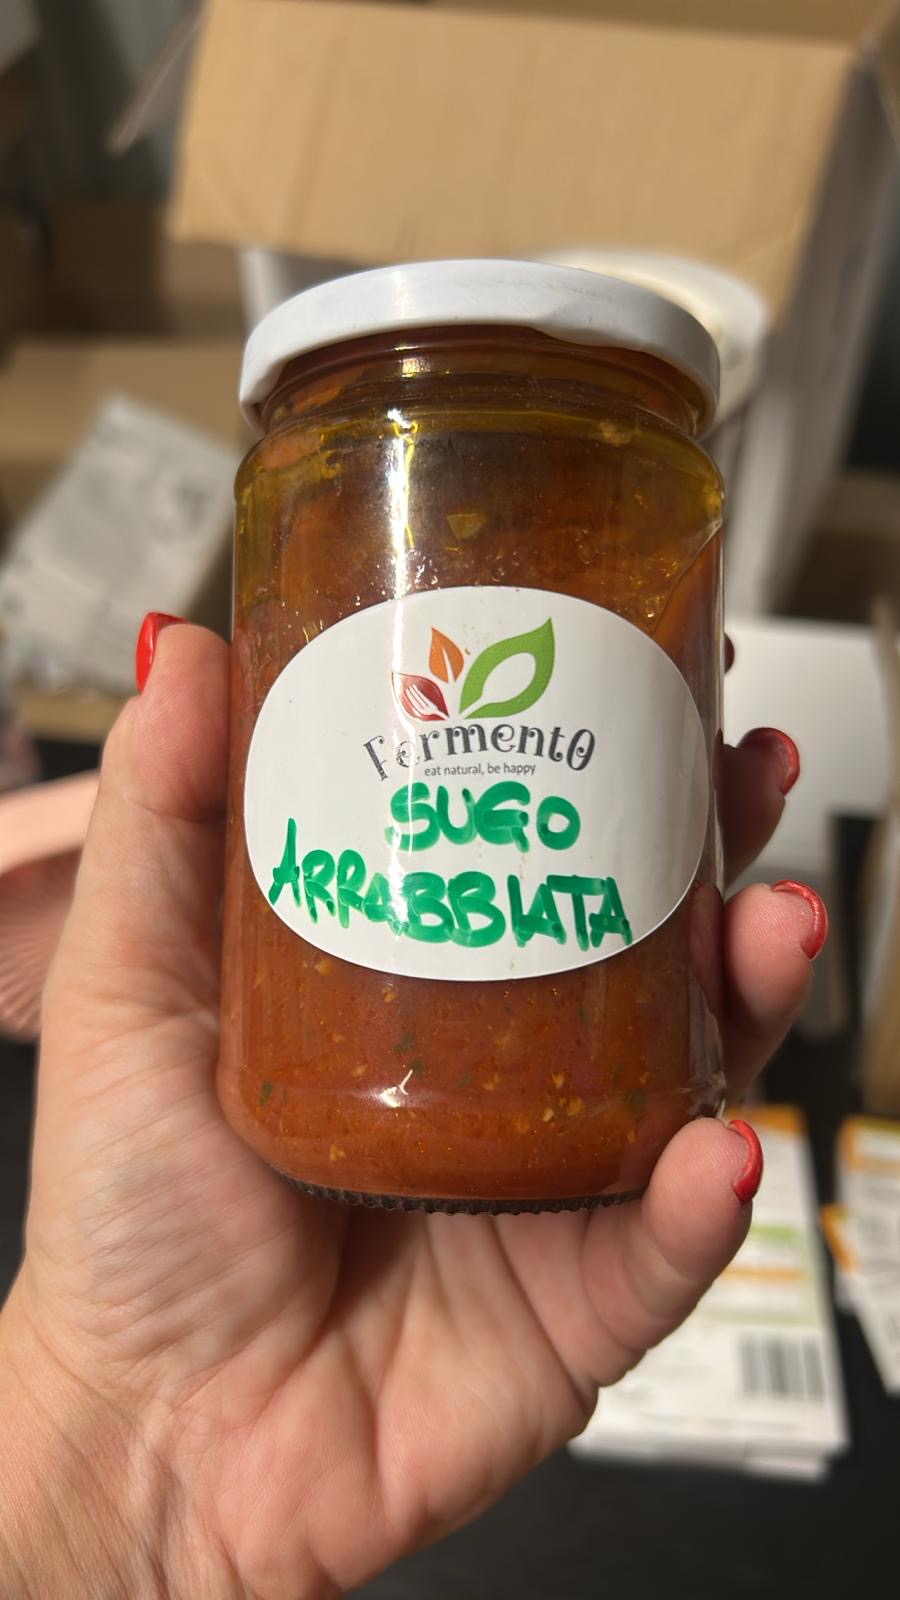 Fermento
eat natural, be happy
SUGO
ARRABBIATA